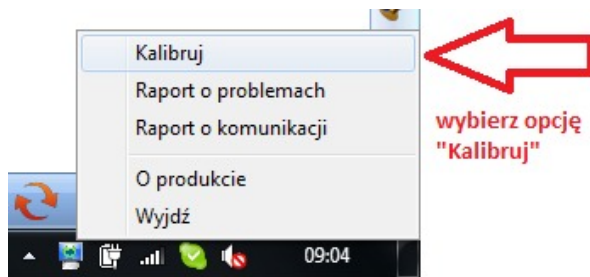 Kalibruj
Raport o problemach
Raport o komunikacji
O produkcie
Wyjdź
wybierz opcję
"Kalibruj"
09:04